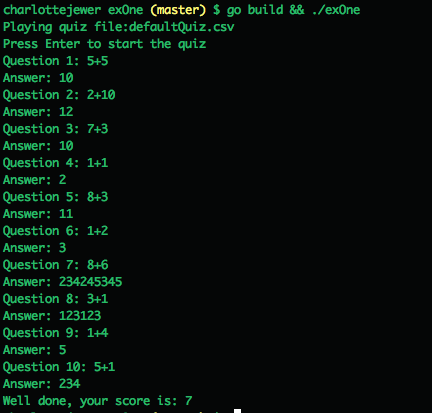 charlottejewer exOne (master) $ go build && ./exOne
Playing quiz file:defaultQuiz.csv
Press Enter to start the quiz
Question 1: 5+5
Answer: 10
Question 2: 2+10
Answer: 12
Question 3: 7+3
Answer: 10
Question 4: 1+1
Answer: 2
Question 5: 8+3
Answer: 11
Question 6: 1+2
Answer: 3
Question 7: 8+6
Answer: 234245345
Question 8: 3+1
Answer: 123123
Question 9: 1+4
Answer: 5
Question 10: 5+1
Answer: 234
Well done, your score is: 7